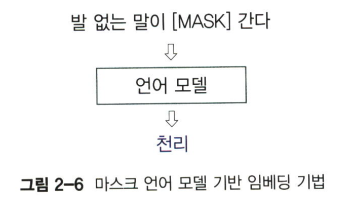 발 없는 말이 [MASK] 간다
언어 모델
천리
그림 2-6 마스크 언어 모델 기반 임베딩 기법